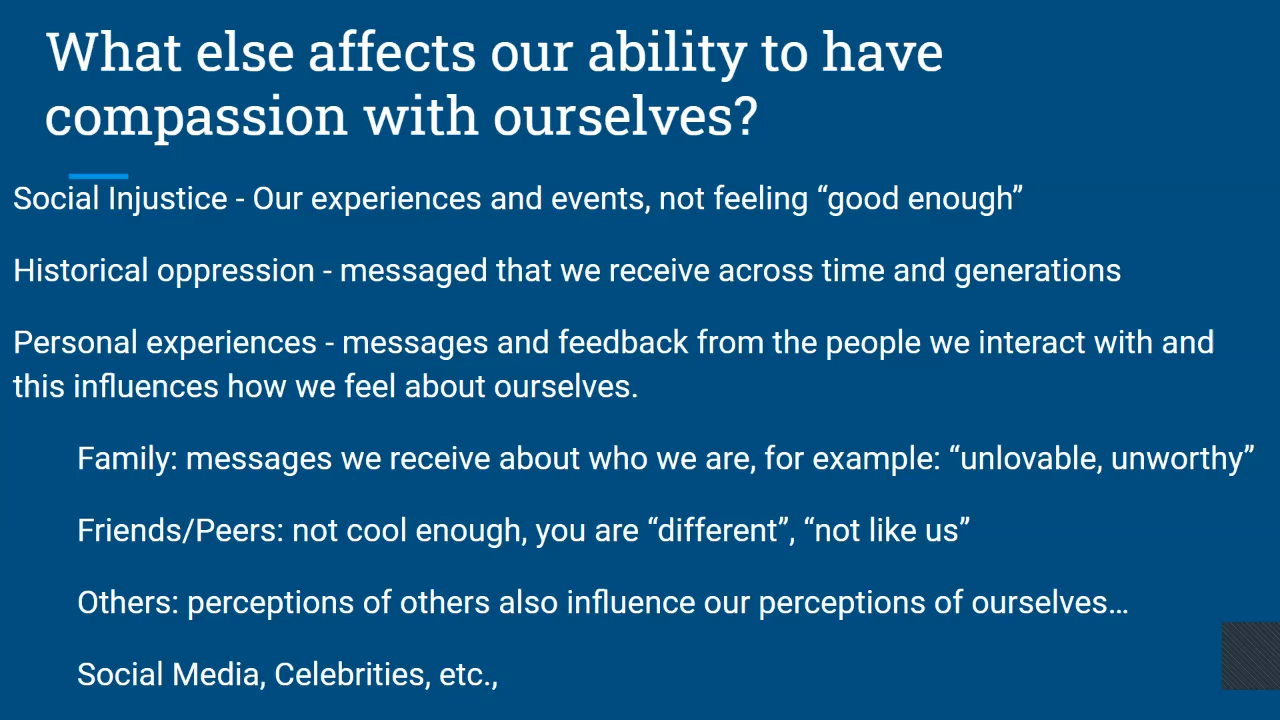 What else affects our ability to have
compassion with ourselves?
Social Injustice - Our experiences and events, not feeling “good enough”
Historical oppression - messaged that we receive across time and generations
Personal experiences - messages and feedback from the people we interact with and
this influences how we feel about ourselves.
Family: messages we receive about who we are, for example: “unlovable, unworthy”
Friends/Peers: not cool enough, you are “different”, “not like us”
Others: perceptions of others also influence our perceptions of ourselves…
Social Media, Celebrities, etc.,